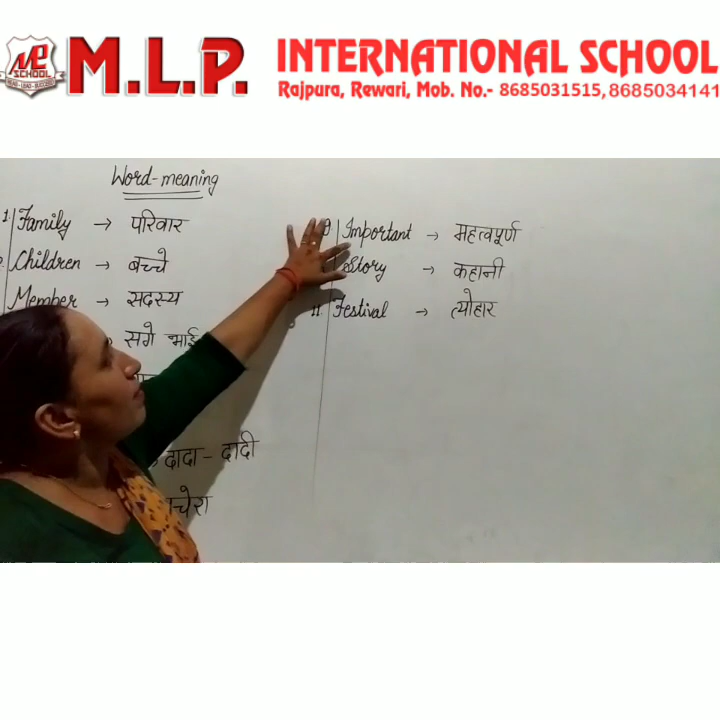 M.L.P. INTERNATIONAL SCHOOL
Rajpura, Rewari, Mob. No.- 8685031515, 8685034141
SCHOOL
Word-meaning
1. Family → परिवार
Children → बच्चे
Member → सदस्य
सगे भाई
दादा - दादी
चेरा
Important → महत्वपूर्ण
Story → कहानी
11. Festival → त्योहार